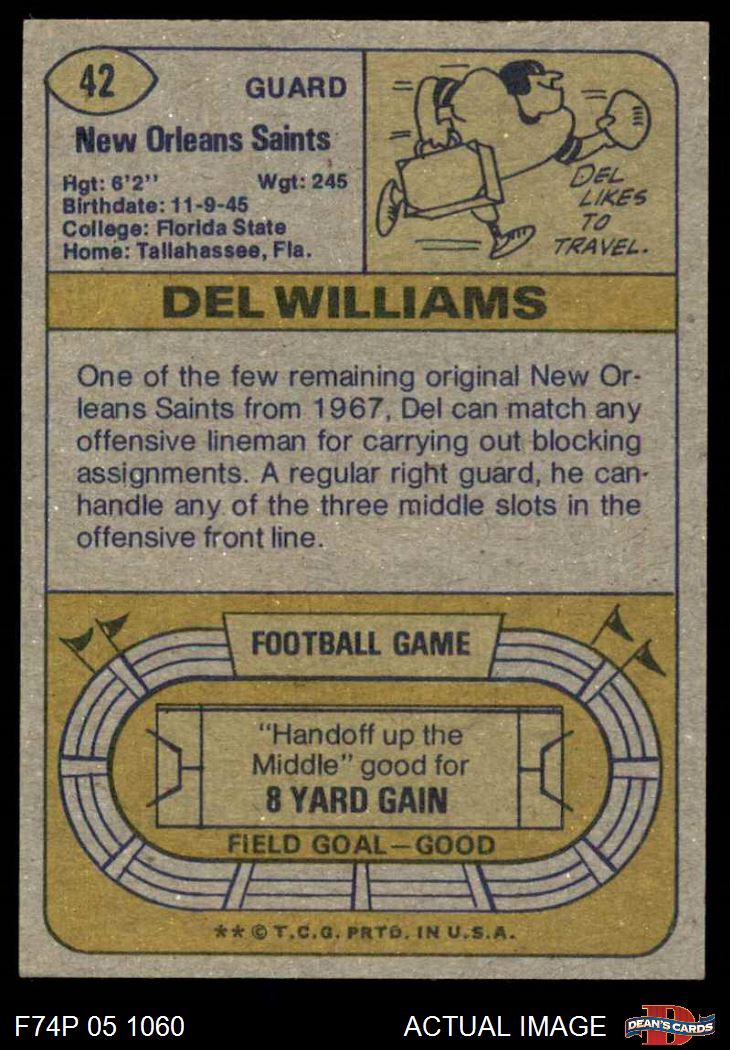 42
GUARD
New Orleans Saints
Hgt: 6'2" Wgt: 245
Birthdate: 11-9-45
College: Florida State
Home: Tallahassee, Fla.
DEL
LIKES
TO
TRAVEL.
DEL WILLIAMS
One of the few remaining original New Or-
leans Saints from 1967, Del can match any
offensive lineman for carrying out blocking
assignments. A regular right guard, he can
handle any of the three middle slots in the
offensive front line.
FOOTBALL GAME
"Handoff up the
Middle" good for
8 YARD GAIN
FIELD GOAL—GOOD
** © T.C.G. PRTD. IN U.S.A.
F74P 05 1060 ACTUAL IMAGE
D
DEAN'S CARDS